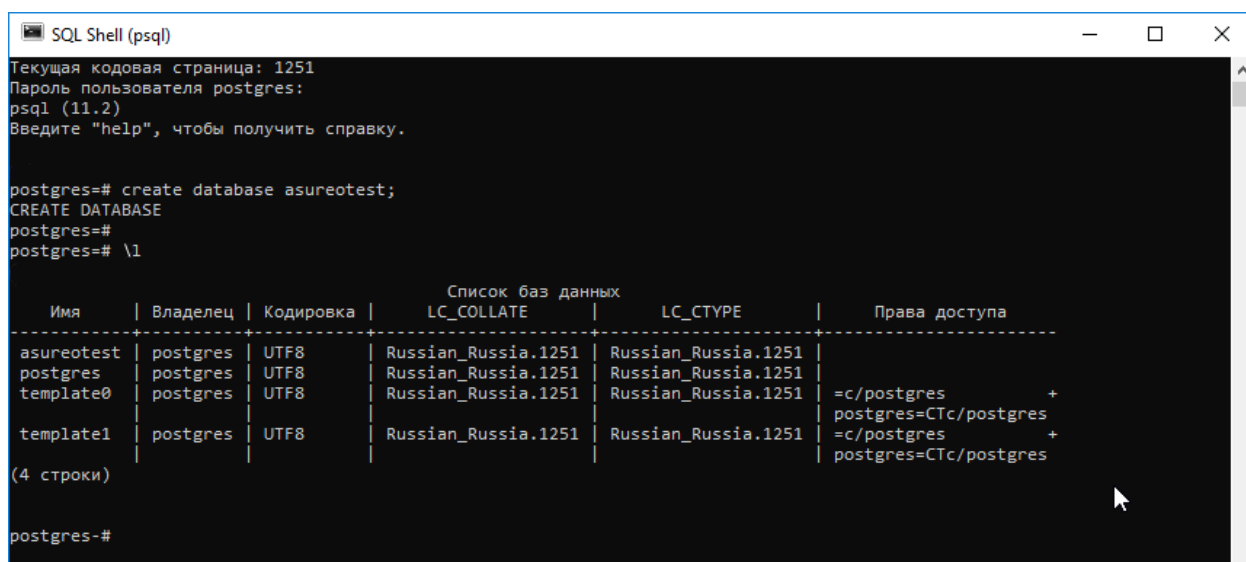 SQL Shell (psql)
Текущая кодовая страница: 1251
Пароль пользователя postgres:
psql (11.2)
Введите "help", чтобы получить справку.
postgres=# create database asureotest;
CREATE DATABASE
postgres=#
postgres=# \l
Список баз данных
Имя | Владелец | Кодировка | LC_COLLATE | LC_CTYPE | Права доступа
------------+----------+-----------+---------------------+---------------------+-----------------------
asureotest | postgres | UTF8 | Russian_Russia.1251 | Russian_Russia.1251 |
postgres | postgres | UTF8 | Russian_Russia.1251 | Russian_Russia.1251 |
template0 | postgres | UTF8 | Russian_Russia.1251 | Russian_Russia.1251 | =c/postgres +
| | | | | postgres=CTc/postgres
template1 | postgres | UTF8 | Russian_Russia.1251 | Russian_Russia.1251 | =c/postgres +
| | | | | postgres=CTc/postgres
(4 строки)
postgres-#